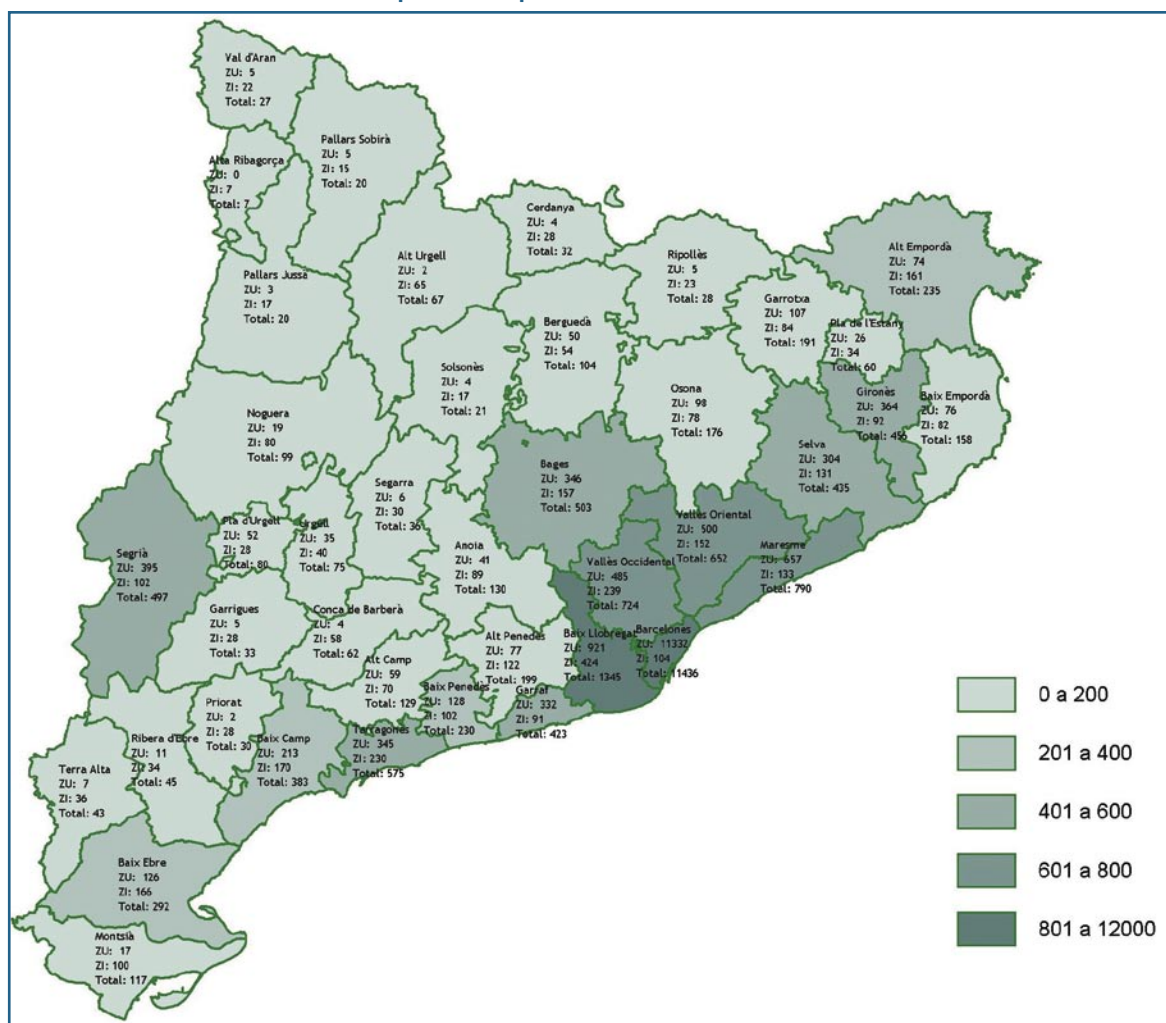 Val d'Aran
ZU: 5
ZI: 22
Total: 27
Pallars Sobirà
ZU: 5
ZI: 15
Total: 20
Alta Ribagorça
ZU: 0
ZI: 7
Total: 7
Cerdanya
ZU: 4
ZI: 28
Total: 32
Alt Urgell
ZU: 2
ZI: 65
Total: 67
Ripollès
ZU: 5
ZI: 23
Total: 28
Alt Empordà
ZU: 74
ZI: 161
Total: 235
Pallars Jussà
ZU: 3
ZI: 17
Total: 20
Garrotxa
ZU: 107
ZI: 84
Total: 191
Pla de l'Estany
ZU: 26
ZI: 34
Total: 60
Berguedà
ZU: 50
ZI: 54
Total: 104
Solsonès
ZU: 4
ZI: 17
Total: 21
Osona
ZU: 98
ZI: 78
Total: 176
Gironès
ZU: 364
ZI: 92
Total: 456
Baix Empordà
ZU: 76
ZI: 82
Total: 158
Noguera
ZU: 19
ZI: 80
Total: 99
Selva
ZU: 304
ZI: 131
Total: 435
Bages
ZU: 346
ZI: 157
Total: 503
Segarra
ZU: 6
ZI: 30
Total: 36
Pla d'Urgell
ZU: 52
ZI: 28
Total: 80
Urgell
ZU: 35
ZI: 40
Total: 75
Vallès Oriental
ZU: 500
ZI: 152
Total: 652
Anoia
ZU: 41
ZI: 89
Total: 130
Maresme
ZU: 657
ZI: 133
Total: 790
Segrià
ZU: 395
ZI: 102
Total: 497
Vallès Occidental
ZU: 485
ZI: 239
Total: 724
Garrigues
ZU: 5
ZI: 28
Total: 33
Conca de Barberà
ZU: 4
ZI: 58
Total: 62
Alt Penedès
ZU: 77
ZI: 122
Total: 199
Baix Llobregat
ZU: 921
ZI: 424
Total: 1345
Barcelones
ZU: 11332
ZI: 104
Total: 11436
Alt Camp
ZU: 59
ZI: 70
Total: 129
Baix Penedès
ZU: 128
ZI: 102
Total: 230
Garraf
ZU: 332
ZI: 91
Total: 423
Priorat
ZU: 2
ZI: 28
Total: 30
Ribera d'Ebre
ZU: 11
ZI: 34
Total: 45
Baix Camp
ZU: 213
ZI: 170
Total: 383
Tarragonès
ZU: 345
ZI: 230
Total: 575
Terra Alta
ZU: 7
ZI: 36
Total: 43
Baix Ebre
ZU: 126
ZI: 166
Total: 292
Montsià
ZU: 17
ZI: 100
Total: 117
0 a 200
201 a 400
401 a 600
601 a 800
801 a 12000